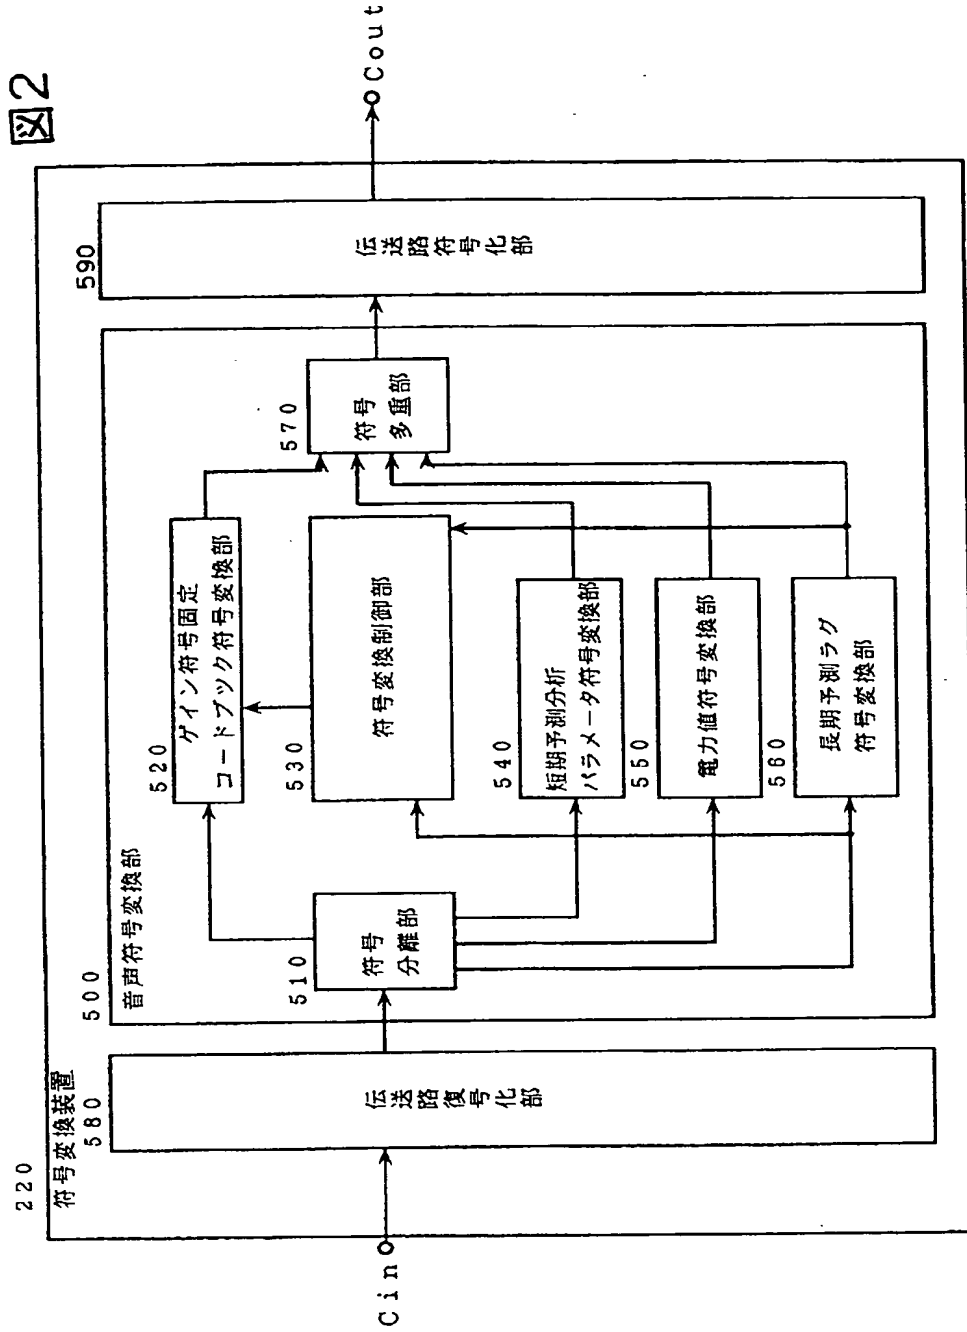 図2
220
符号変換装置
Cin
580
伝送路復号化部
500
音声符号変換部
510
符号
分離部
520
ゲイン符号固定
コードブック符号変換部
530
符号変換制御部
540
短期予測分析
パラメータ符号変換部
550
電力値符号変換部
560
長期予測ラグ
符号変換部
570
符号
多重部
590
伝送路符号化部
Cout